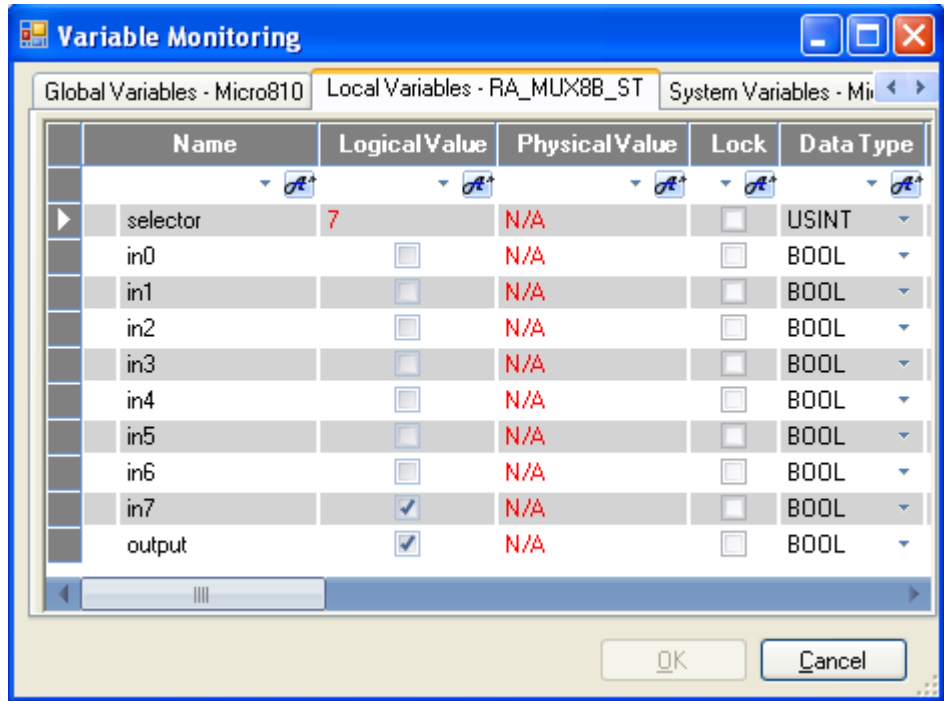 Variable Monitoring
Global Variables - Micro810 Local Variables - RA_MUX8B_ST System Variables - Mi
Name Logical Value Physical Value Lock Data Type
selector 7 N/A USINT
in0 N/A BOOL
in1 N/A BOOL
in2 N/A BOOL
in3 N/A BOOL
in4 N/A BOOL
in5 N/A BOOL
in6 N/A BOOL
in7 N/A BOOL
output N/A BOOL
OK Cancel